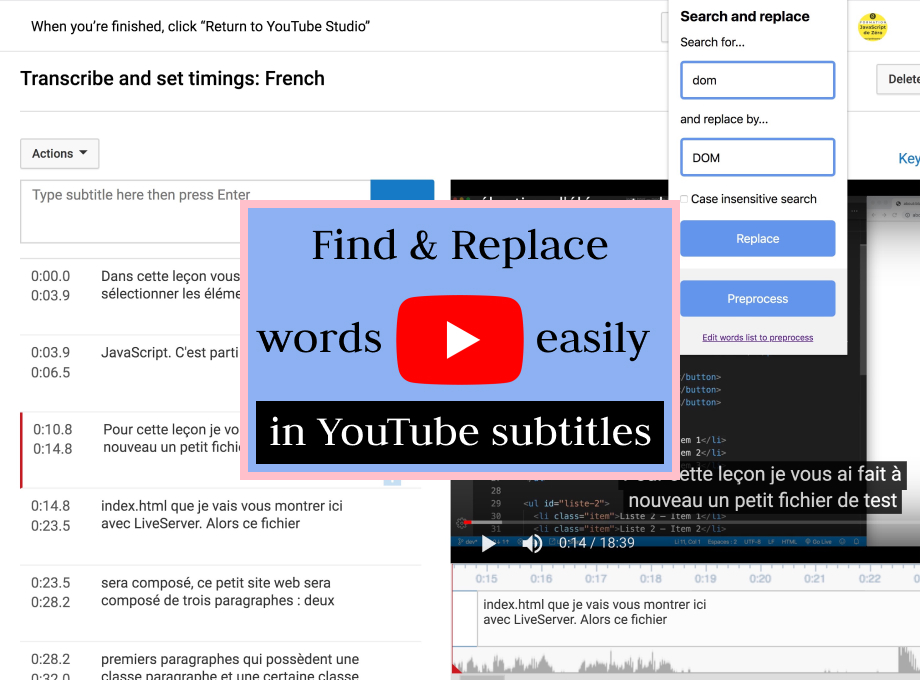 When you’re finished, click “Return to YouTube Studio”
Transcribe and set timings: French
Actions
Type subtitle here then press Enter
0:00.0
0:03.9
Dans cette leçon vous
sélectionner les éléme
0:03.9
0:06.5
JavaScript. C'est parti
0:10.8
0:14.8
Pour cette leçon je vo
nouveau un petit fichi
0:14.8
0:23.5
index.html que je vais vous montrer ici
avec LiveServer. Alors ce fichier
0:23.5
0:28.2
sera composé, ce petit site web sera
composé de trois paragraphes : deux
0:28.2
0:32.0
premiers paragraphes qui possèdent une
classe paragraphe et une certaine classe
Find & Replace
words easily
in YouTube subtitles
Search and replace
Search for...
dom
and replace by...
DOM
Case insensitive search
Replace
Preprocess
Edit words list to preprocess
JavaScript
de Zéro
Delete
Key
/button>
/button>
/button>
em 1</li>
em 2</li>
28
29 <ul id="liste-2">
30 <li class="item">Liste 2 – Item 1</li>
31 <li class="item">Liste 2 – Item 2</li>
Pour cette leçon je vous ai fait à
nouveau un petit fichier de test
0:14 / 18:39
0:15 0:16 0:17 0:18 0:19 0:20 0:21 0:22
index.html que je vais vous montrer ici
avec LiveServer. Alors ce fichier